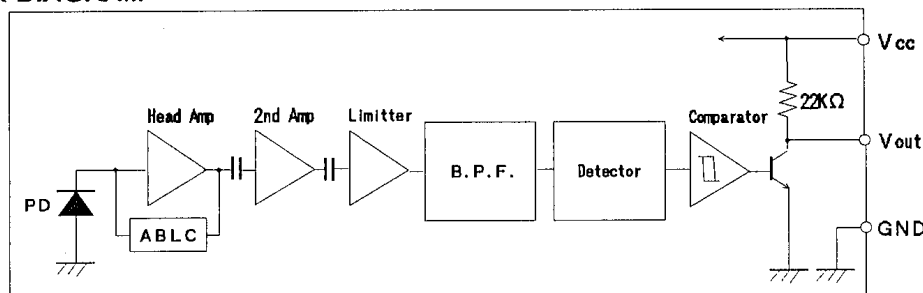 Vcc
22KΩ
Head Amp
2nd Amp
Limitter
Comparator
Vout
B.P.F.
Detector
PD
ABLC
GND